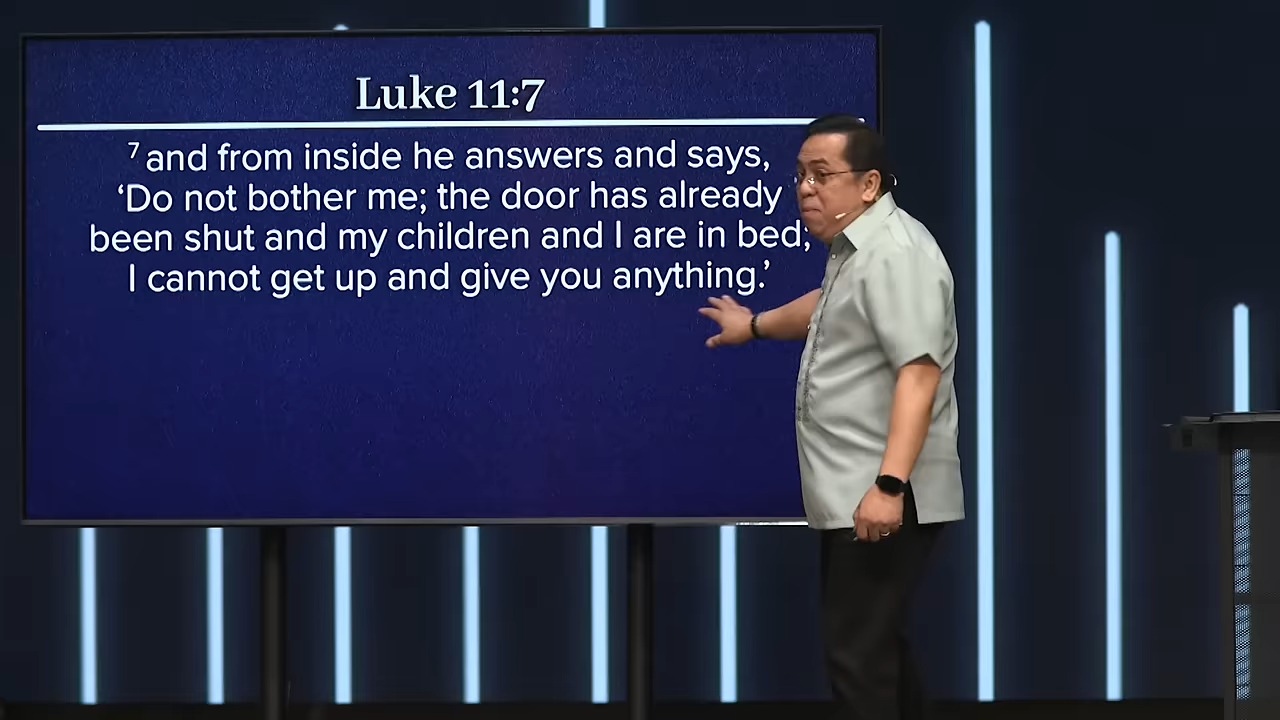 Luke 11:7
7 and from inside he answers and says,
‘Do not bother me; the door has already
been shut and my children and I are in bed;
I cannot get up and give you anything.’